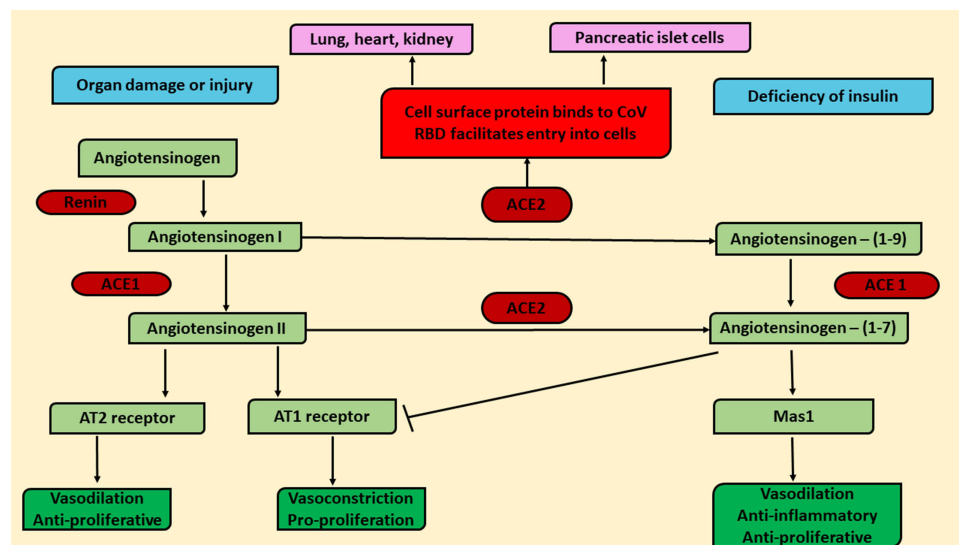 Lung, heart, kidney
Pancreatic islet cells
Organ damage or injury
Cell surface protein binds to CoV
RBD facilitates entry into cells
Deficiency of insulin
Angiotensinogen
Renin
ACE2
Angiotensinogen I
Angiotensinogen – (1-9)
ACE1
ACE 1
ACE2
Angiotensinogen II
Angiotensinogen – (1-7)
AT2 receptor
AT1 receptor
Mas1
Vasodilation
Anti-proliferative
Vasoconstriction
Pro-proliferation
Vasodilation
Anti-inflammatory
Anti-proliferative